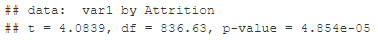 ## data:  var1 by Attrition
## t = 4.0839, df = 836.63, p-value = 4.854e-05